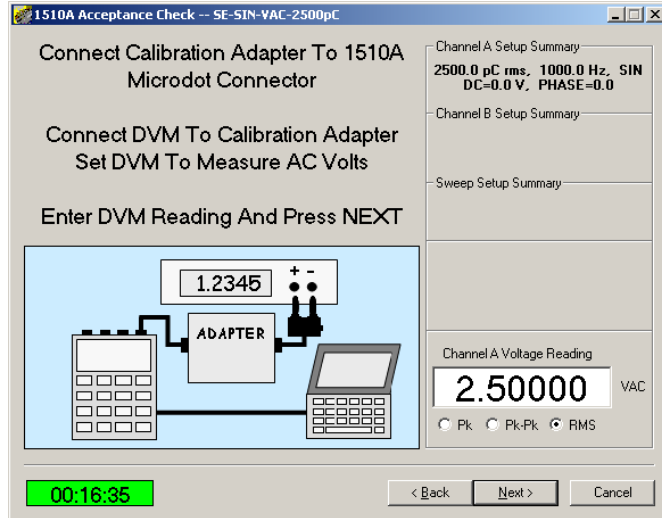 1510A Acceptance Check -- SE-SIN-VAC-2500pC
Connect Calibration Adapter To 1510A
Microdot Connector
Connect DVM To Calibration Adapter
Set DVM To Measure AC Volts
Enter DVM Reading And Press NEXT
1.2345
+ -
ADAPTER
Channel A Setup Summary
2500.0 pC rms, 1000.0 Hz, SIN
DC=0.0 V, PHASE=0.0
Channel B Setup Summary
Sweep Setup Summary
Channel A Voltage Reading
2.50000 VAC
Pk Pk-Pk RMS
00:16:35
< Back Next > Cancel